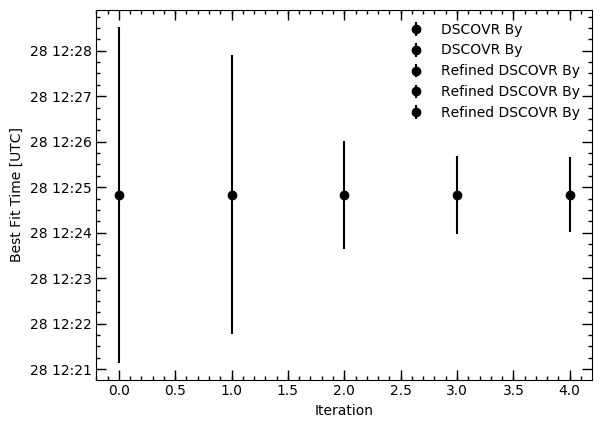 DSCOVR By
DSCOVR By
Refined DSCOVR By
Refined DSCOVR By
Refined DSCOVR By
Best Fit Time [UTC]
28 12:28
28 12:27
28 12:26
28 12:25
28 12:24
28 12:23
28 12:22
28 12:21
0.0 0.5 1.0 1.5 2.0 2.5 3.0 3.5 4.0
Iteration